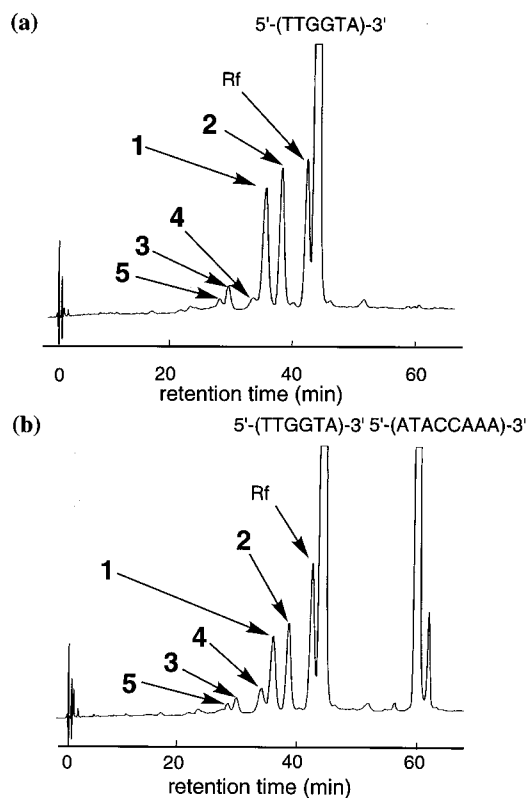 (a)
5'-(TTGGTA)-3'
Rf
2
1
4
3
5
0 20 40 60
retention time (min)
(b)
5'-(TTGGTA)-3' 5'-(ATACCAAA)-3'
Rf
2
1
4
3
5
0 20 40 60
retention time (min)